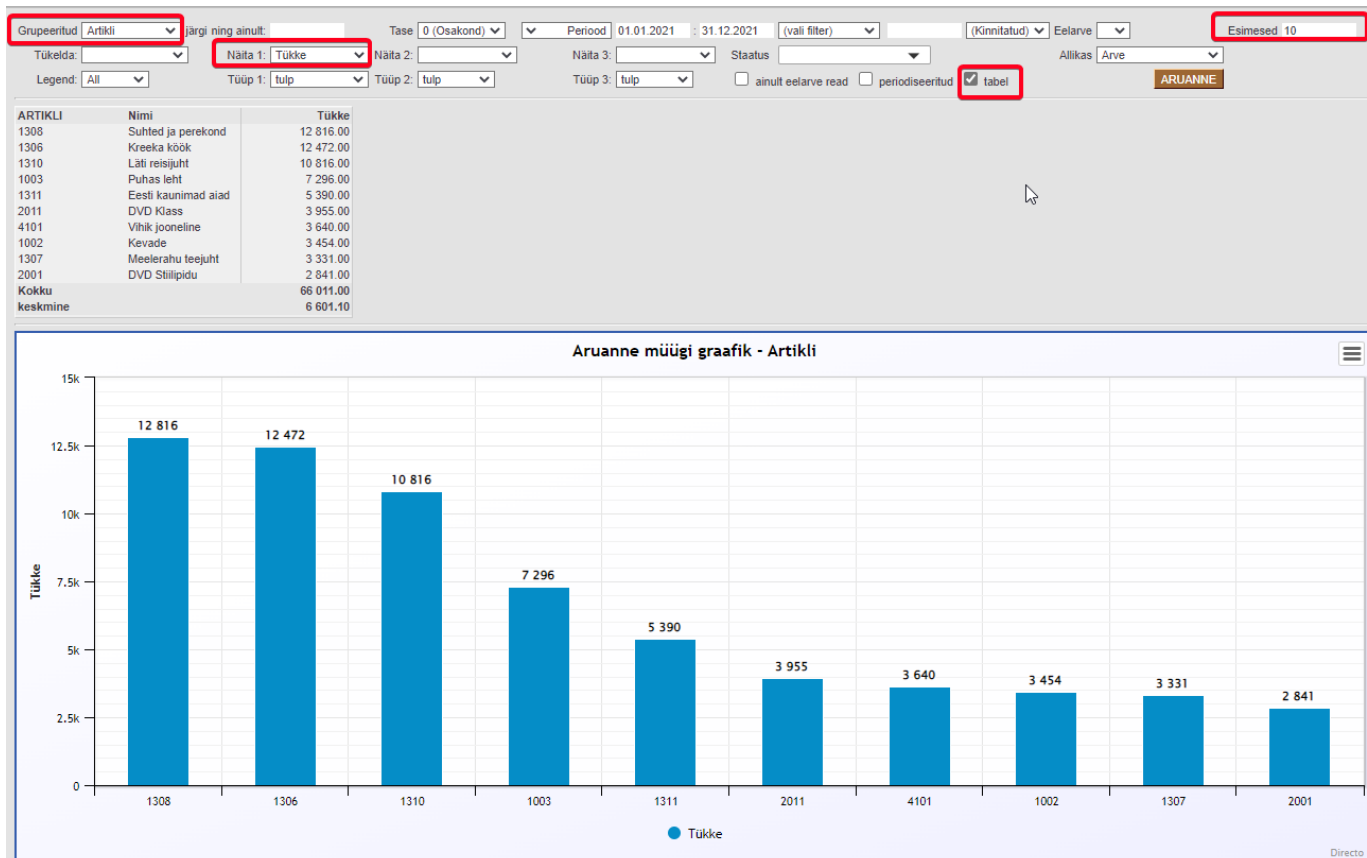 Grupeeritud Artikli järgi ning ainult: Tase 0 (Osakond) Periood 01.01.2021 : 31.12.2021 (vali filter) (Kinnitatud) Eelarve Esimesed 10
Tükelda: Näita 1: Tükke Näita 2: Näita 3: Staatus Allikas Arve
Legend: All Tüüp 1: tulp Tüüp 2: tulp Tüüp 3: tulp ainult eelarve read periodiseeritud tabel ARUANNE
ARTIKLI Nimi Tükke
1308 Suhted ja perekond 12 816.00
1306 Kreeka köök 12 472.00
1310 Läti reisijuht 10 816.00
1003 Puhas leht 7 296.00
1311 Eesti kaunimad aiad 5 390.00
2011 DVD Klass 3 955.00
4101 Vihik jooneline 3 640.00
1002 Kevade 3 454.00
1307 Meelerahu teejuht 3 331.00
2001 DVD Stiilipidu 2 841.00
Kokku 66 011.00
keskmine 6 601.10
Aruanne müügi graafik - Artikli
15k
12.5k
10k
7.5k
5k
2.5k
0
Tükke
12 816
12 472
10 816
7 296
5 390
3 955
3 640
3 454
3 331
2 841
1308 1306 1310 1003 1311 2011 4101 1002 1307 2001
Tükke
Directo